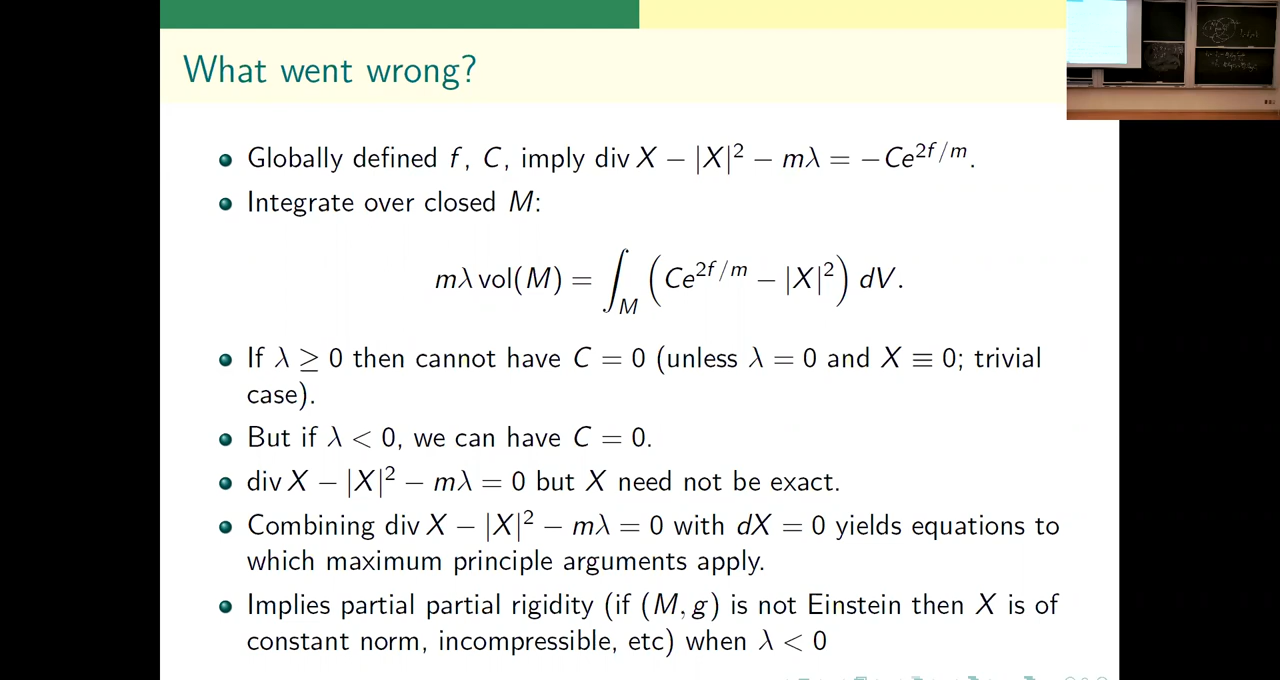 What went wrong?
Globally defined f, C, imply div X − |X|² − mλ = −Ce^{2f/m}.
Integrate over closed M:
mλ vol(M) = ∫_M (Ce^{2f/m} − |X|²) dV.
If λ ≥ 0 then cannot have C = 0 (unless λ = 0 and X ≡ 0; trivial
case).
But if λ < 0, we can have C = 0.
div X − |X|² − mλ = 0 but X need not be exact.
Combining div X − |X|² − mλ = 0 with dX = 0 yields equations to
which maximum principle arguments apply.
Implies partial partial rigidity (if (M, g) is not Einstein then X is of
constant norm, incompressible, etc) when λ < 0